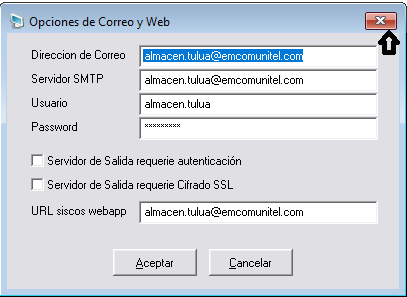 Opciones de Correo y Web
Direccion de Correo almacen.tulua@emcomunitel.com
Servidor SMTP almacen.tulua@emcomunitel.com
Usuario almacen.tulua
Password *********
Servidor de Salida requerie autenticación
Servidor de Salida requerie Cifrado SSL
URL siscos webapp almacen.tulua@emcomunitel.com
Aceptar Cancelar